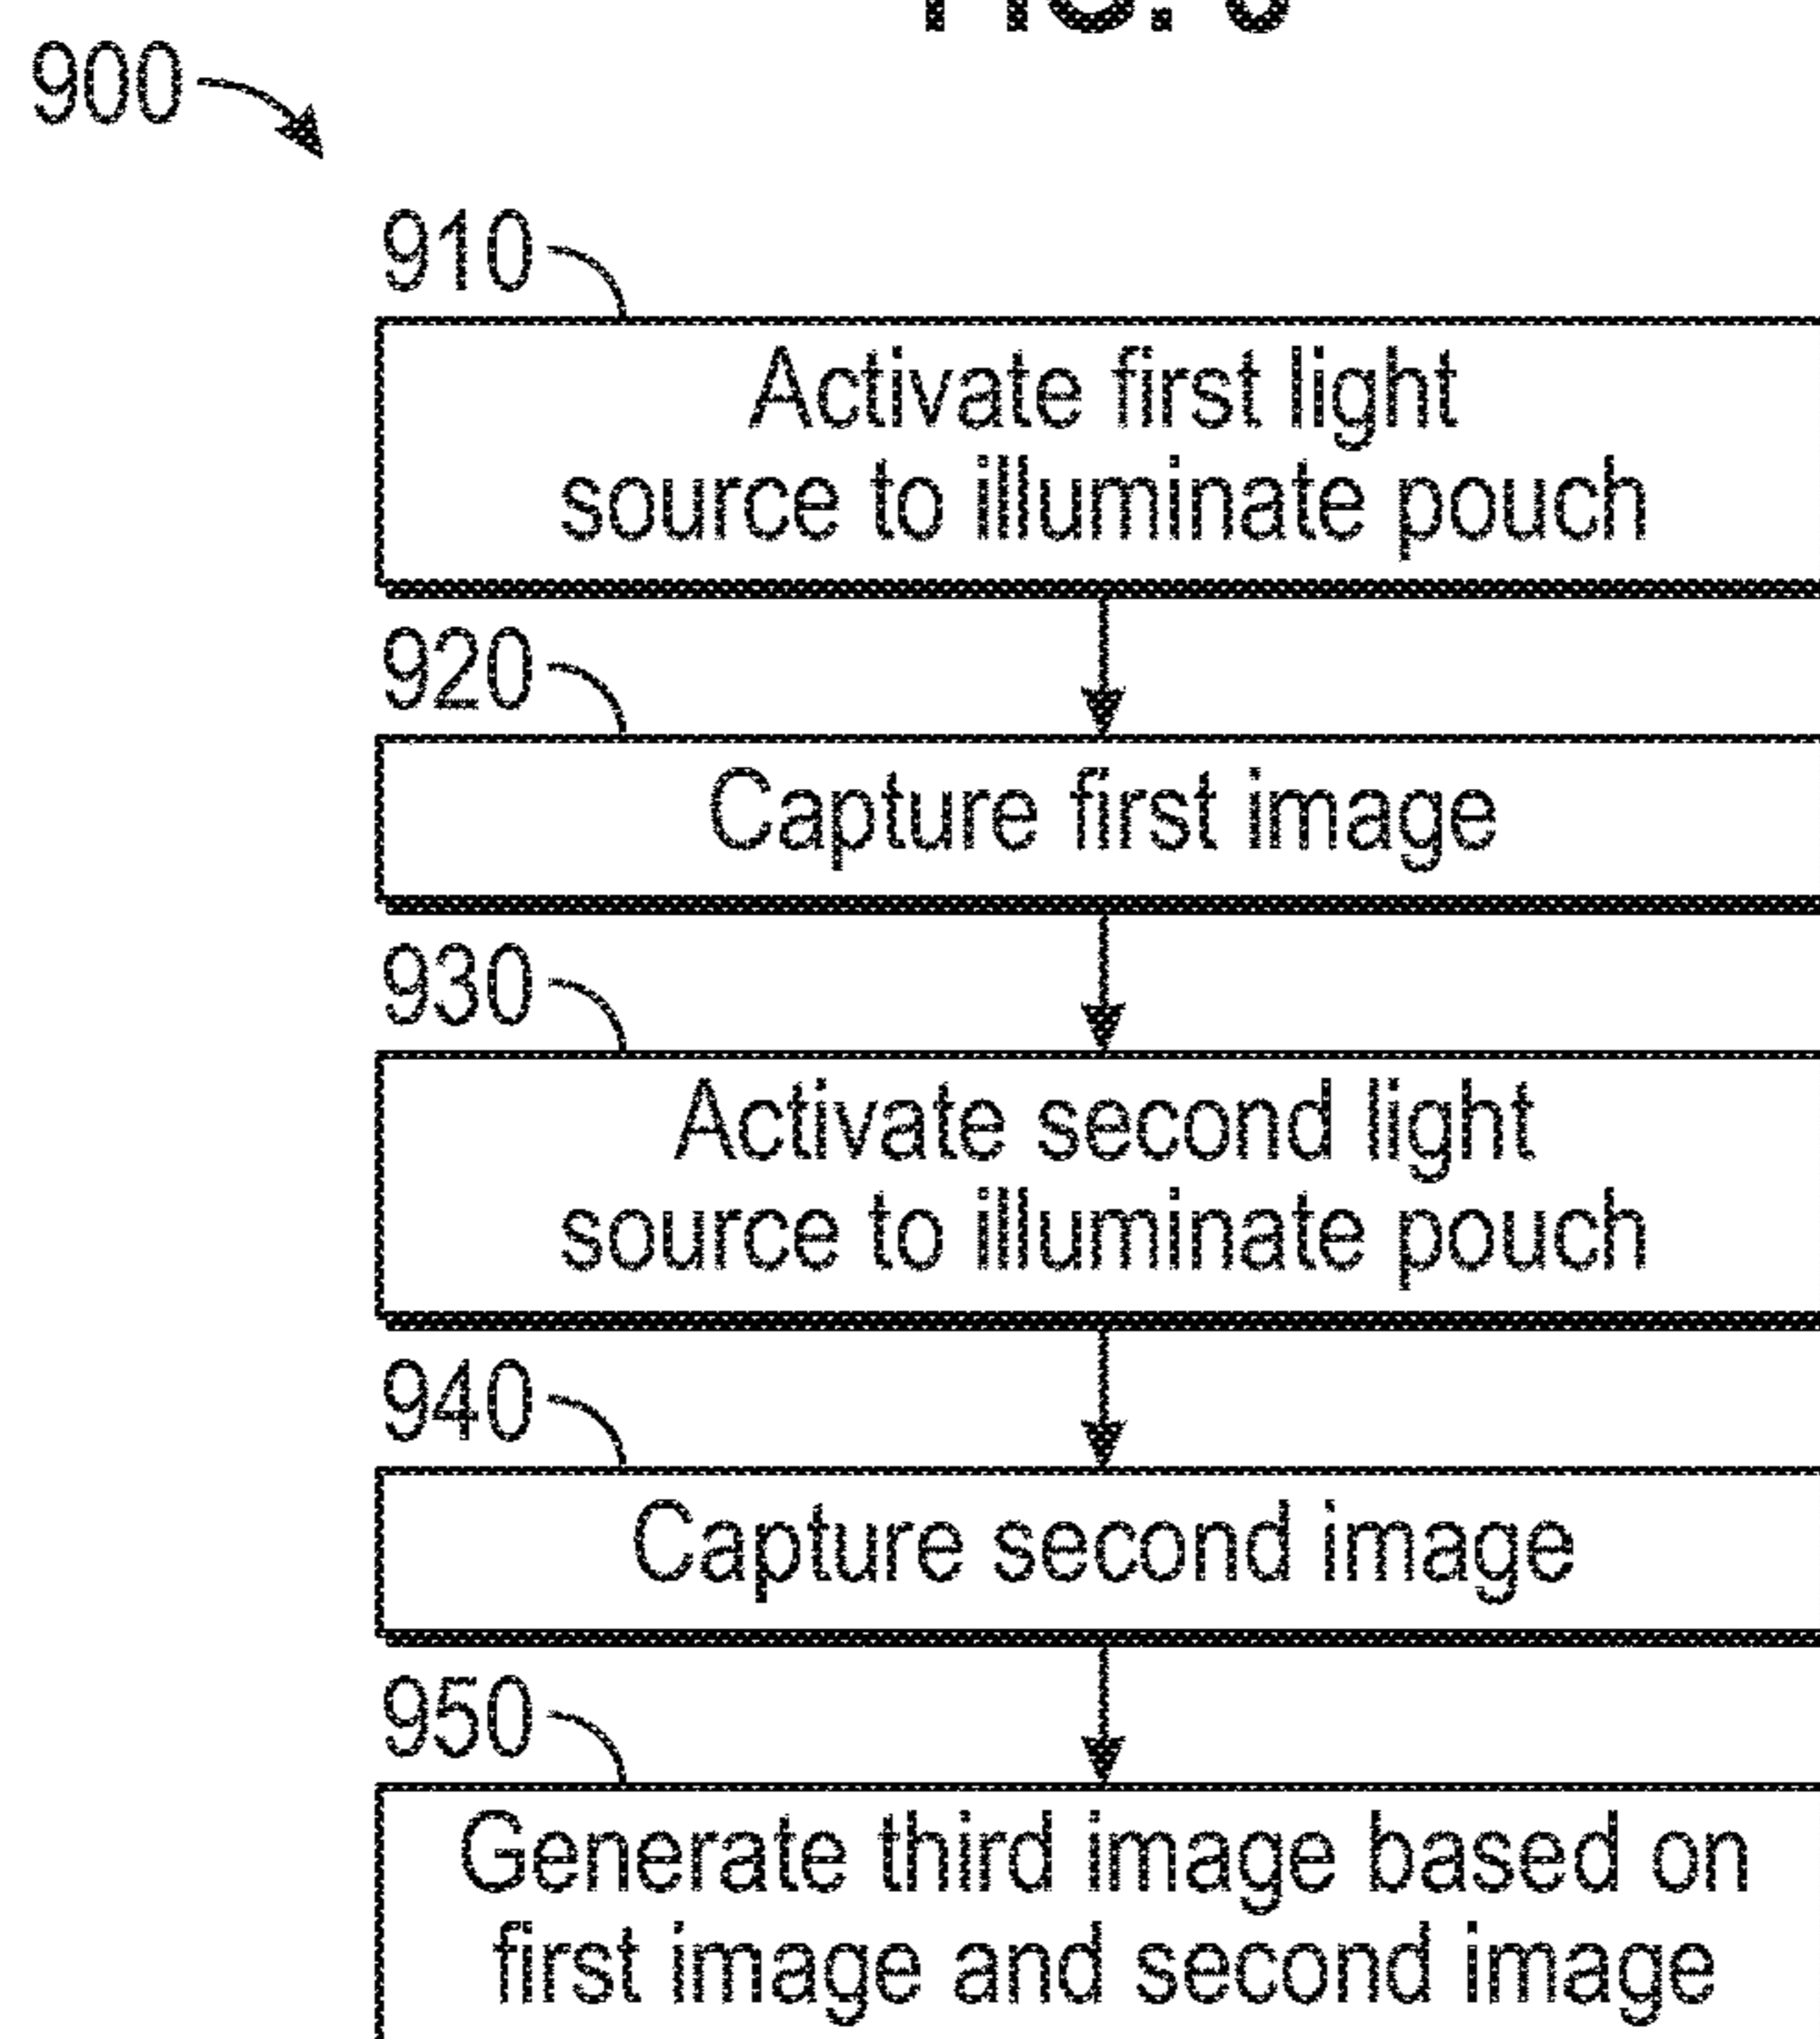 900
910
Activate first light
source to illuminate pouch
920
Capture first image
930
Activate second light
source to illuminate pouch
940
Capture second image
950
Generate third image based on
first image and second image